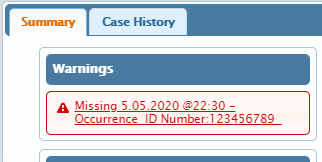 Summary Case History
Warnings
Missing 5.05.2020 @22:30 -
Occurrence ID Number:123456789